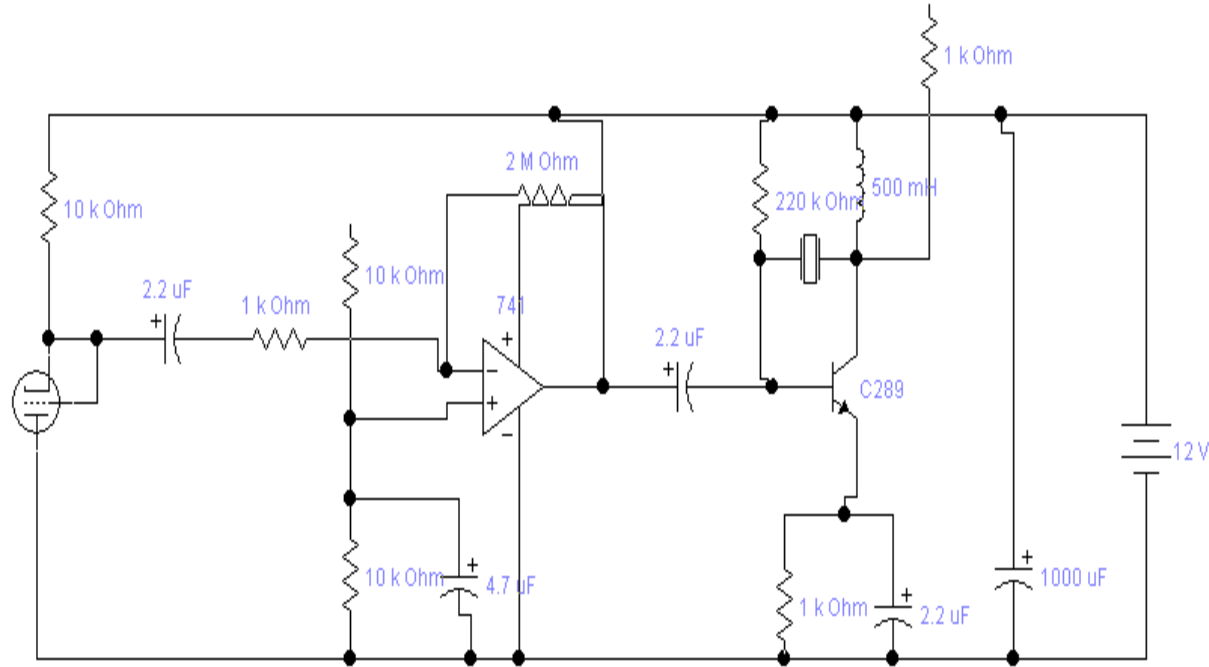 1 k Ohm
2 M Ohm
10 k Ohm
220 k Ohm
500 mH
10 k Ohm
2.2 uF
1 k Ohm
741
2.2 uF
C289
12 V
10 k Ohm
4.7 uF
1 k Ohm
2.2 uF
1000 uF